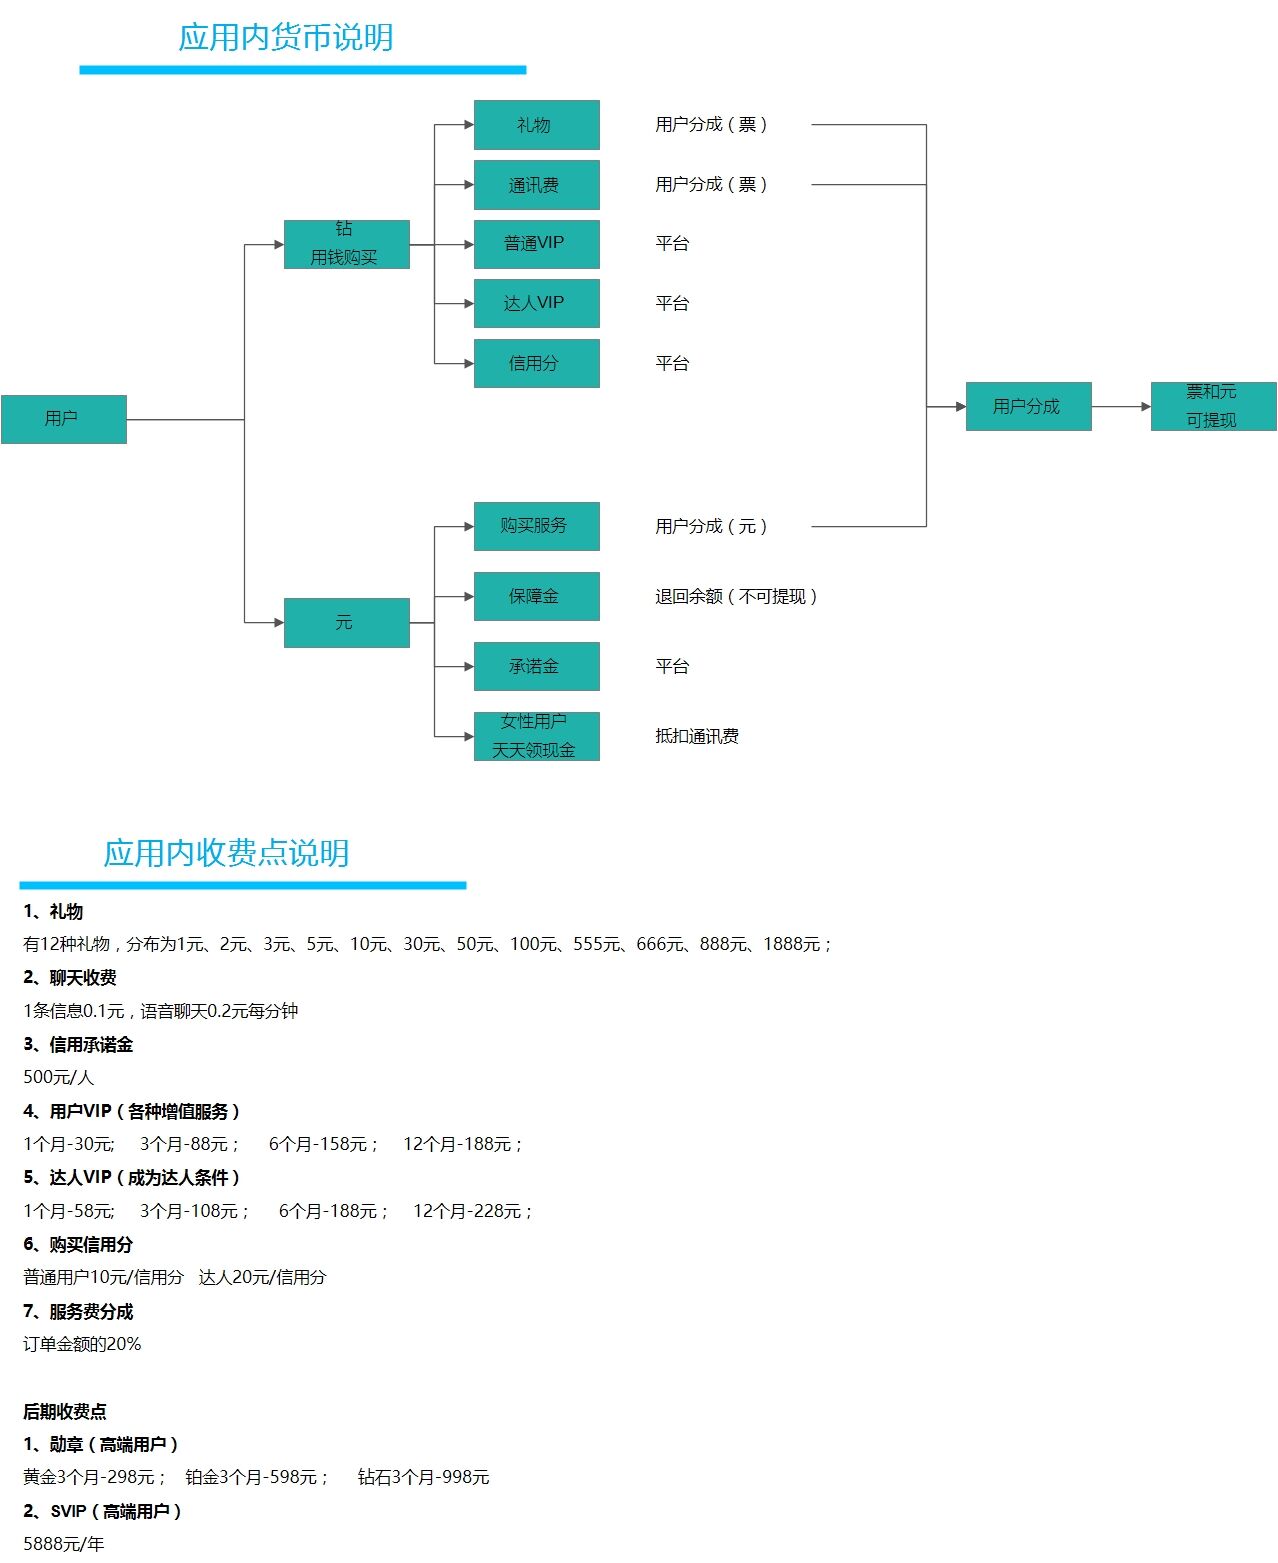 应用内货币说明
礼物
用户分成（票）
通讯费
用户分成（票）
钻
用钱购买
普通VIP
平台
达人VIP
平台
信用分
平台
用户
用户分成
票和元
可提现
购买服务
用户分成（元）
保障金
退回余额（不可提现）
元
承诺金
平台
女性用户
天天领现金
抵扣通讯费
应用内收费点说明
1、礼物
有12种礼物，分布为1元、2元、3元、5元、10元、30元、50元、100元、555元、666元、888元、1888元；
2、聊天收费
1条信息0.1元，语音聊天0.2元每分钟
3、信用承诺金
500元/人
4、用户VIP（各种增值服务）
1个月-30元; 3个月-88元； 6个月-158元； 12个月-188元；
5、达人VIP（成为达人条件）
1个月-58元; 3个月-108元； 6个月-188元； 12个月-228元；
6、购买信用分
普通用户10元/信用分 达人20元/信用分
7、服务费分成
订单金额的20%
后期收费点
1、勋章（高端用户）
黄金3个月-298元； 铂金3个月-598元； 钻石3个月-998元
2、SVIP（高端用户）
5888元/年